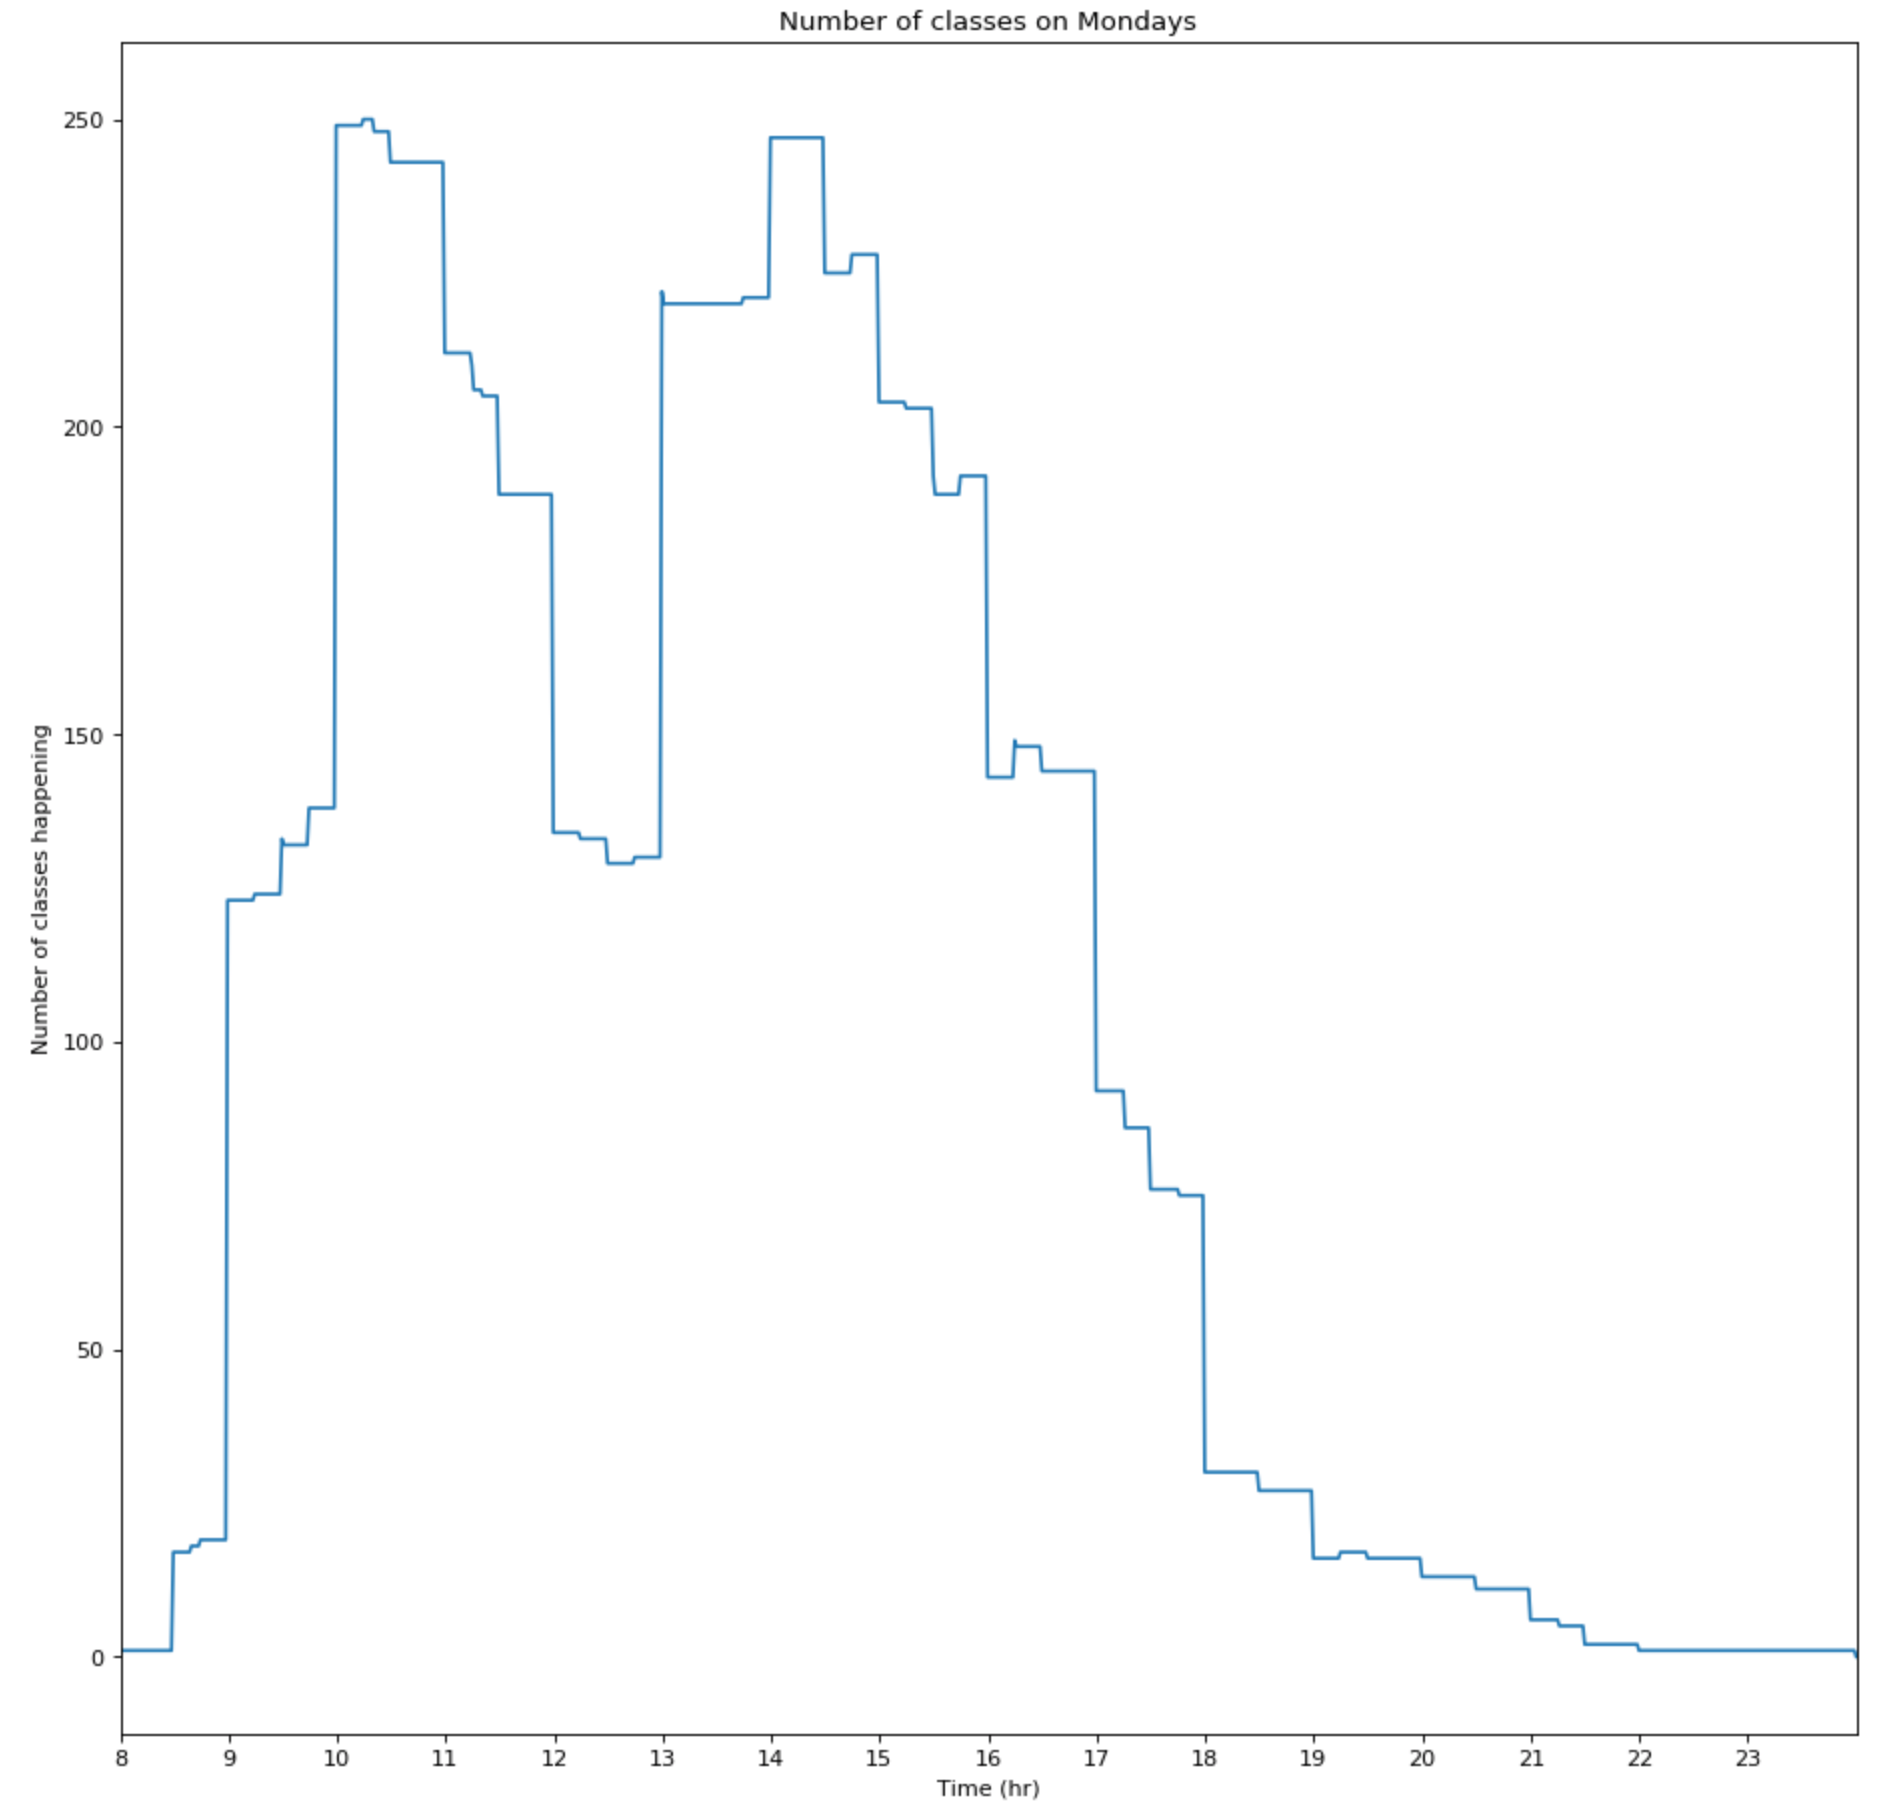 Number of classes on Mondays
Number of classes happening
250
200
150
100
50
0
8 9 10 11 12 13 14 15 16 17 18 19 20 21 22 23
Time (hr)